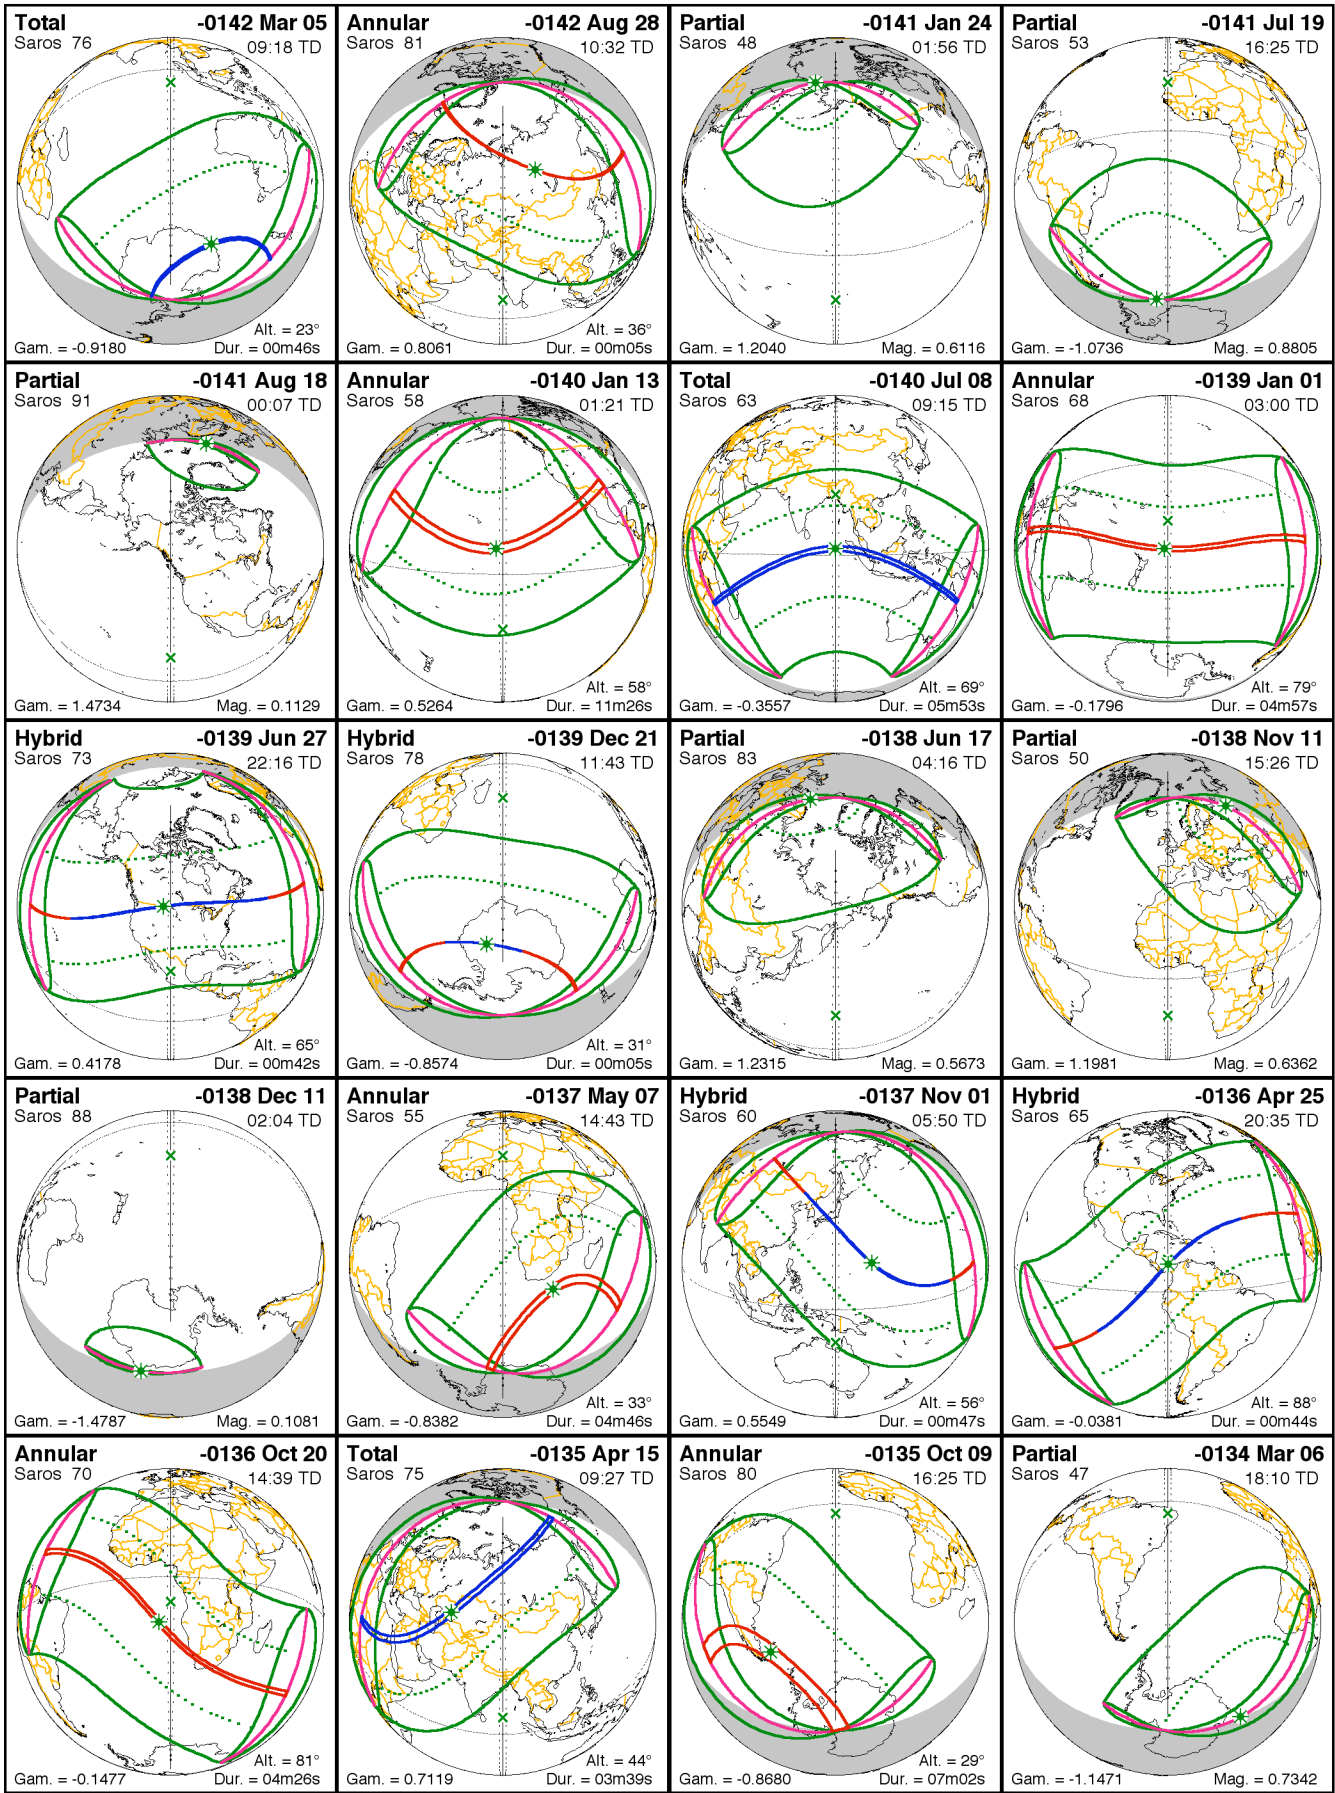 Total -0142 Mar 05
Saros 76 09:18 TD
Alt. = 23°
Gam. = -0.9180 Dur. = 00m46s
Annular -0142 Aug 28
Saros 81 10:32 TD
Alt. = 36°
Gam. = 0.8061 Dur. = 00m05s
Partial -0141 Jan 24
Saros 48 01:56 TD
Gam. = 1.2040 Mag. = 0.6116
Partial -0141 Jul 19
Saros 53 16:25 TD
Gam. = -1.0736 Mag. = 0.8805
Partial -0141 Aug 18
Saros 91 00:07 TD
Gam. = 1.4734 Mag. = 0.1129
Annular -0140 Jan 13
Saros 58 01:21 TD
Alt. = 58°
Gam. = 0.5264 Dur. = 11m26s
Total -0140 Jul 08
Saros 63 09:15 TD
Alt. = 69°
Gam. = -0.3557 Dur. = 05m53s
Annular -0139 Jan 01
Saros 68 03:00 TD
Alt. = 79°
Gam. = -0.1796 Dur. = 04m57s
Hybrid -0139 Jun 27
Saros 73 22:16 TD
Alt. = 65°
Gam. = 0.4178 Dur. = 00m42s
Hybrid -0139 Dec 21
Saros 78 11:43 TD
Alt. = 31°
Gam. = -0.8574 Dur. = 00m05s
Partial -0138 Jun 17
Saros 83 04:16 TD
Gam. = 1.2315 Mag. = 0.5673
Partial -0138 Nov 11
Saros 50 15:26 TD
Gam. = 1.1981 Mag. = 0.6362
Partial -0138 Dec 11
Saros 88 02:04 TD
Gam. = -1.4787 Mag. = 0.1081
Annular -0137 May 07
Saros 55 14:43 TD
Alt. = 33°
Gam. = -0.8382 Dur. = 04m46s
Hybrid -0137 Nov 01
Saros 60 05:50 TD
Alt. = 56°
Gam. = 0.5549 Dur. = 00m47s
Hybrid -0136 Apr 25
Saros 65 20:35 TD
Alt. = 88°
Gam. = -0.0381 Dur. = 00m44s
Annular -0136 Oct 20
Saros 70 14:39 TD
Alt. = 81°
Gam. = -0.1477 Dur. = 04m26s
Total -0135 Apr 15
Saros 75 09:27 TD
Alt. = 44°
Gam. = 0.7119 Dur. = 03m39s
Annular -0135 Oct 09
Saros 80 16:25 TD
Alt. = 29°
Gam. = -0.8680 Dur. = 07m02s
Partial -0134 Mar 06
Saros 47 18:10 TD
Gam. = -1.1471 Mag. = 0.7342